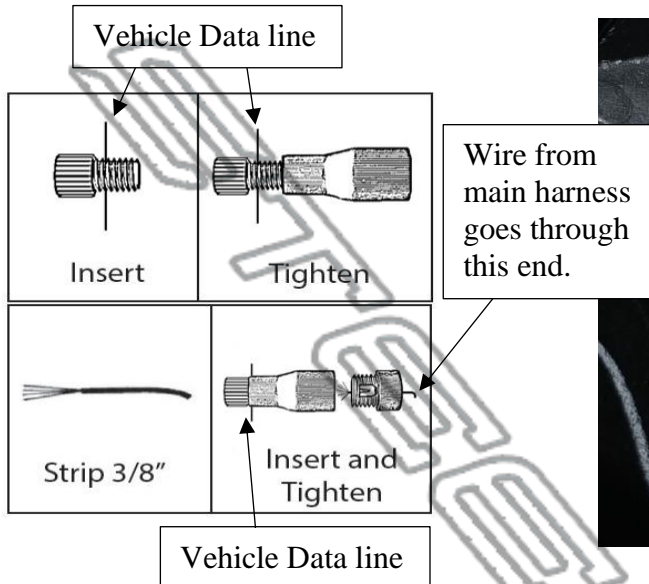 Vehicle Data line
Wire from
main harness
goes through
this end.
Insert
Tighten
Strip 3/8"
Insert and
Tighten
Vehicle Data line